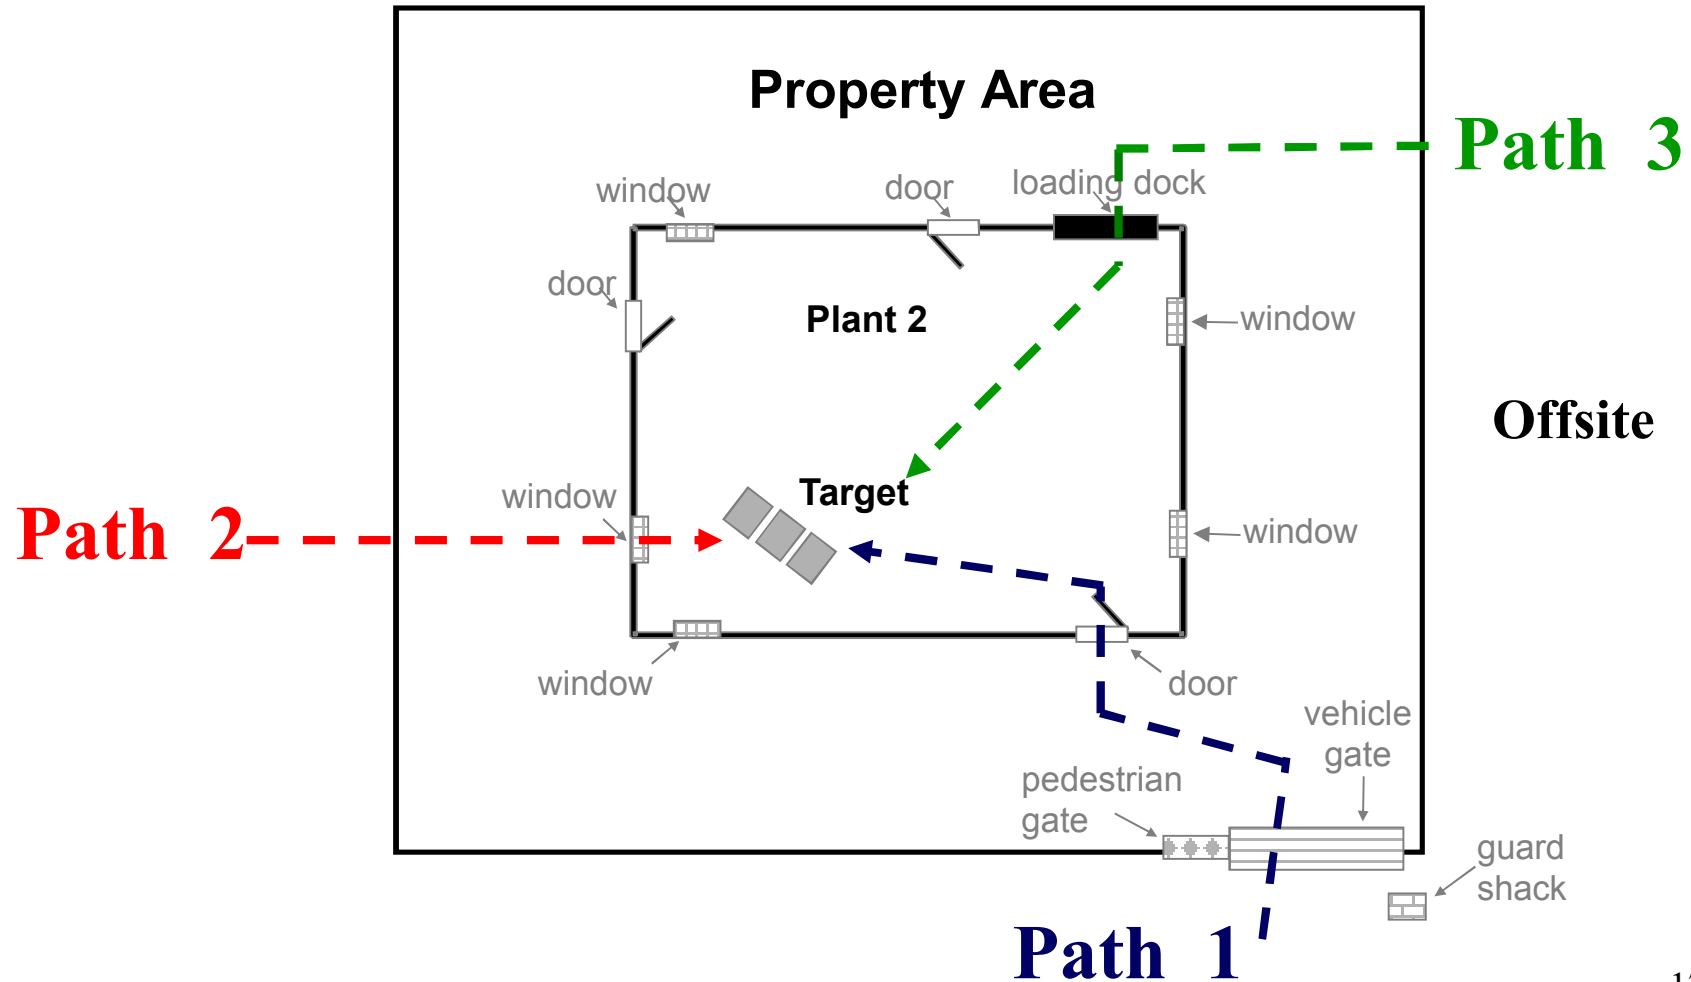 Property Area
Path 3
window
door
loading dock
door
Plant 2
window
Offsite
Target
window
Path 2
window
window
door
vehicle
gate
pedestrian
gate
guard
shack
Path 1